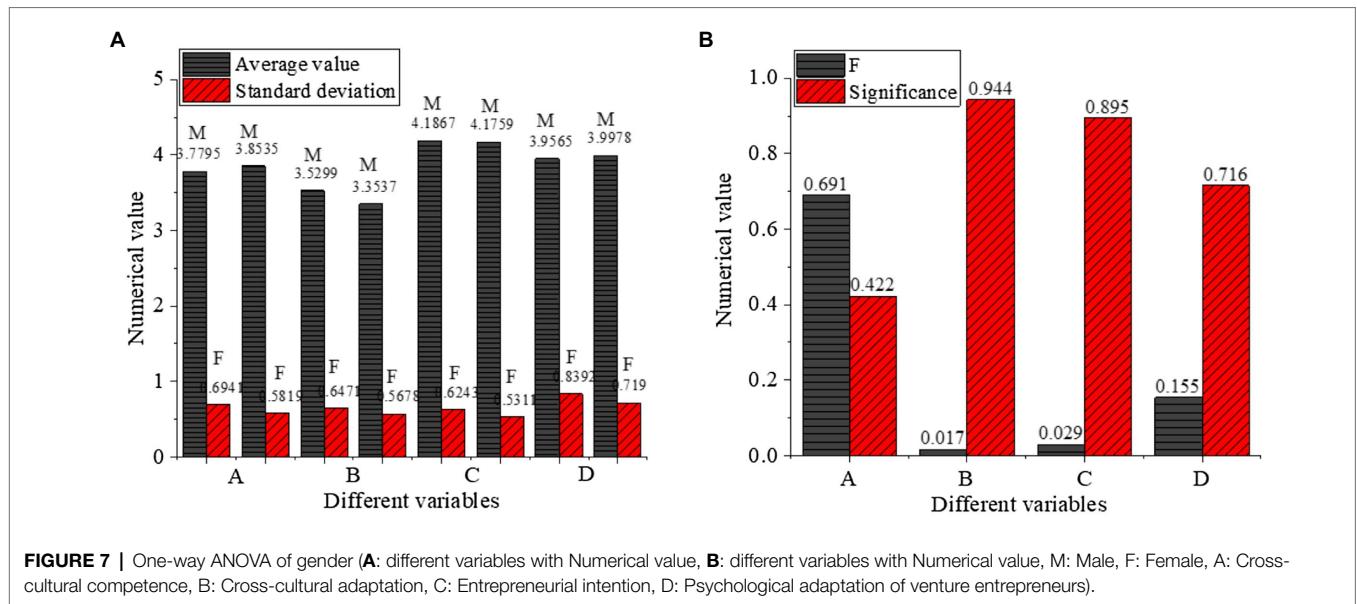 A
Average value
Standard deviation
5
4
3
2
1
0
Numerical value
M
3.7795
M
3.8535
M
3.5299
M
3.3537
M
4.1867
M
4.1759
M
3.9565
M
3.9978
F
0.6941
F
0.5819
F
0.6471
F
0.5678
F
0.6243
F
0.5311
F
0.8392
F
0.719
A B C D
Different variables
B
F
Significance
1.0
0.8
0.6
0.4
0.2
0.0
Numerical value
0.691
0.422
0.017
0.944
0.029
0.895
0.155
0.716
A B C D
Different variables
FIGURE 7 | One-way ANOVA of gender (A: different variables with Numerical value, B: different variables with Numerical value, M: Male, F: Female, A: Cross-
cultural competence, B: Cross-cultural adaptation, C: Entrepreneurial intention, D: Psychological adaptation of venture entrepreneurs).